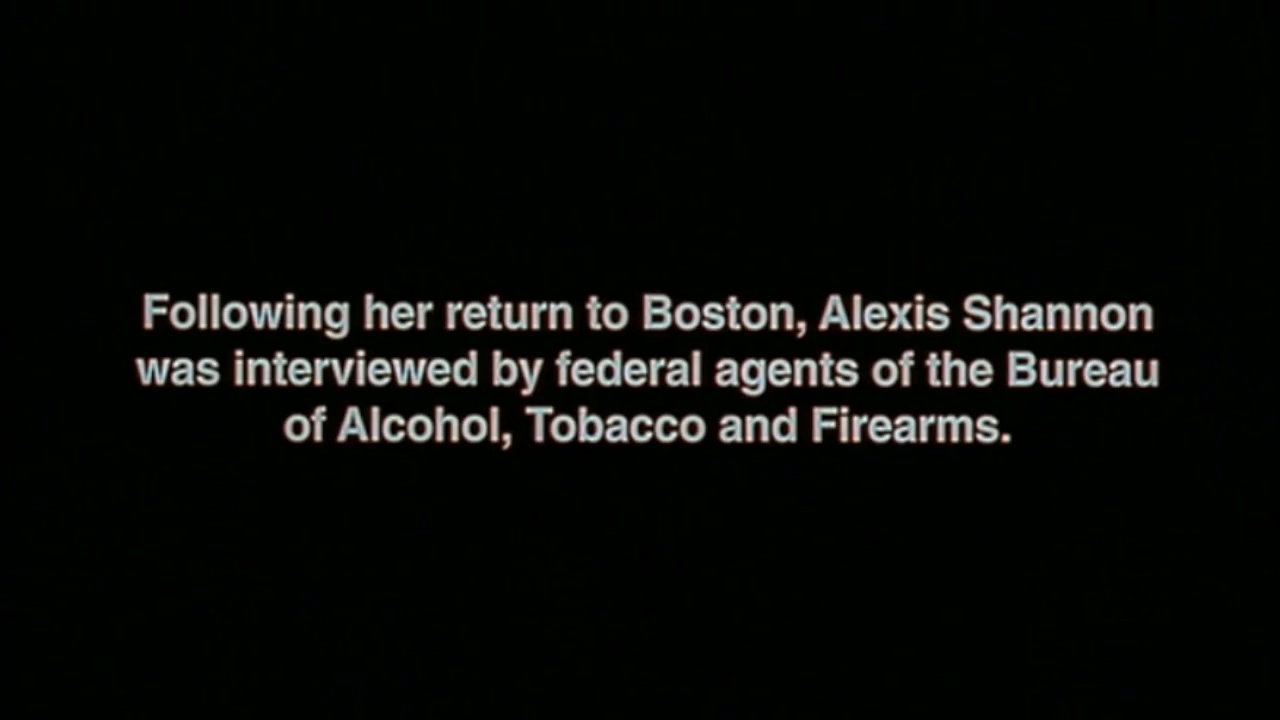 Following her return to Boston, Alexis Shannon
was interviewed by federal agents of the Bureau
of Alcohol, Tobacco and Firearms.